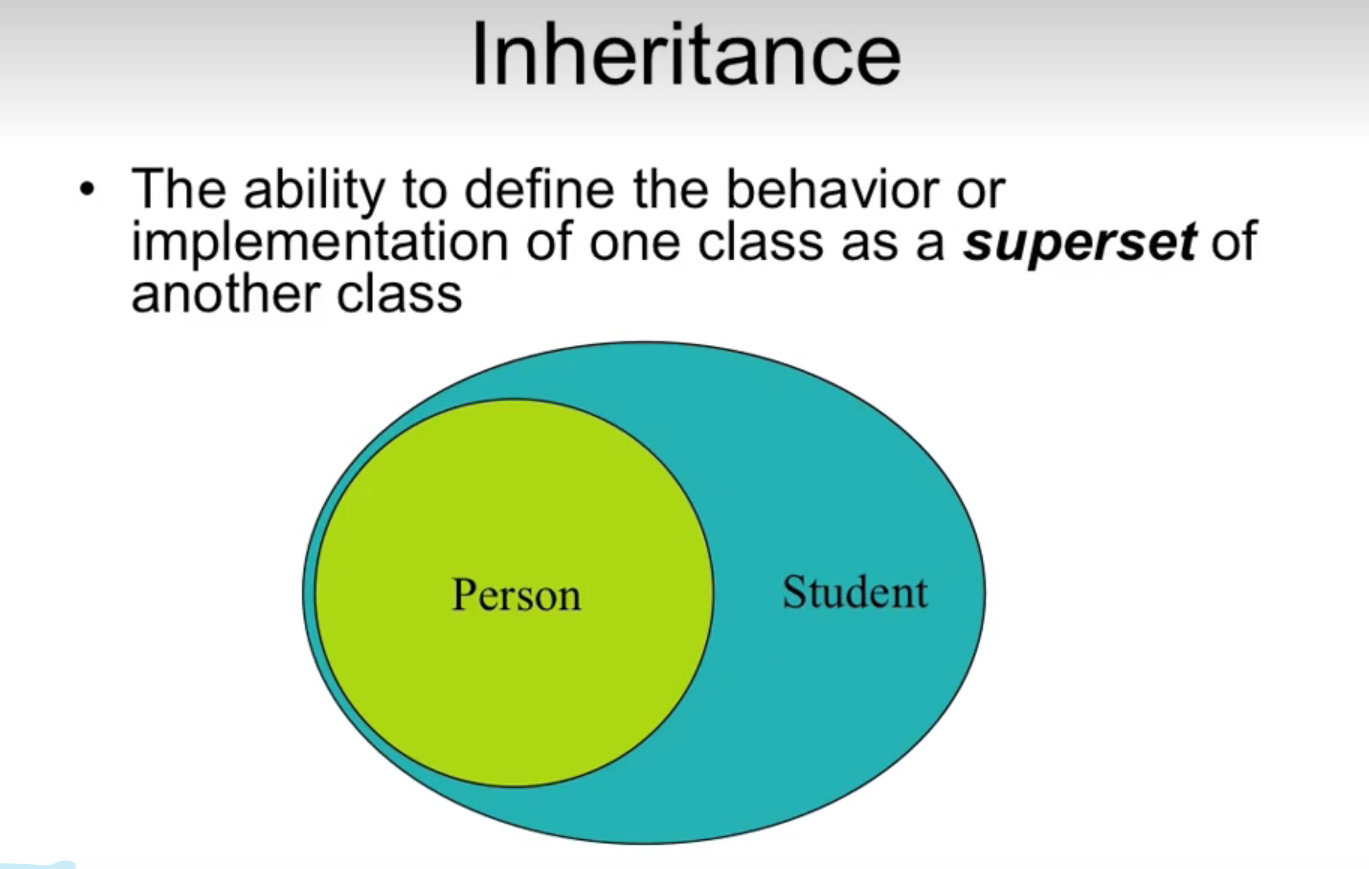 Inheritance
• The ability to define the behavior or
implementation of one class as a superset of
another class
Person
Student